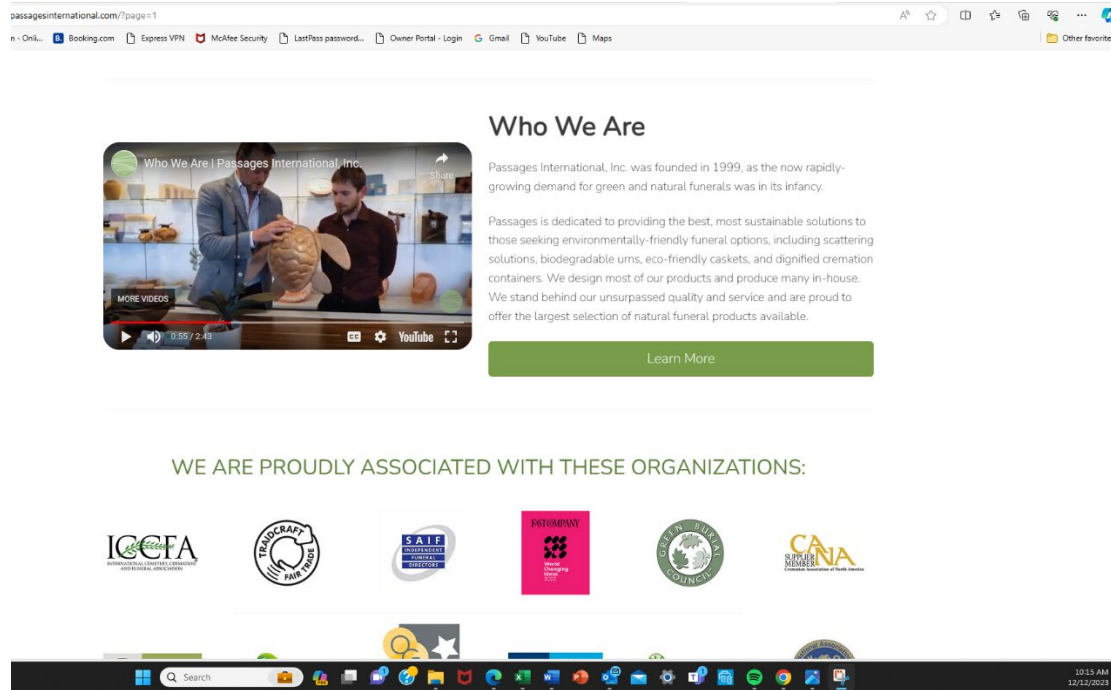 passagesinternational.com/?page=1
n - Onli... Booking.com Express VPN McAfee Security LastPass password... Owner Portal - Login Gmail YouTube Maps Other favorite
Who We Are | Passages International, Inc.
Share
MORE VIDEOS
0:55 / 2:43
CC
YouTube
Who We Are
Passages International, Inc. was founded in 1999, as the now rapidly-
growing demand for green and natural funerals was in its infancy.
Passages is dedicated to providing the best, most sustainable solutions to
those seeking environmentally-friendly funeral options, including scattering
solutions, biodegradable urns, eco-friendly caskets, and dignified cremation
containers. We design most of our products and produce many in-house.
We stand behind our unsurpassed quality and service and are proud to
offer the largest selection of natural funeral products available.
Learn More
WE ARE PROUDLY ASSOCIATED WITH THESE ORGANIZATIONS:
ICCFA
INTERNATIONAL CEMETERY, CREMATION
AND FUNERAL ASSOCIATION
TRAIDCRAFT
FAIR TRADE
SAIF
INDEPENDENT
FUNERAL
DIRECTORS
FAST COMPANY
World
Changing
Ideas
2022
GREEN BURIAL
COUNCIL
CANA
SUPPLIER
MEMBER
Cremation Association of North America
Search
10:15 AM
12/12/2023